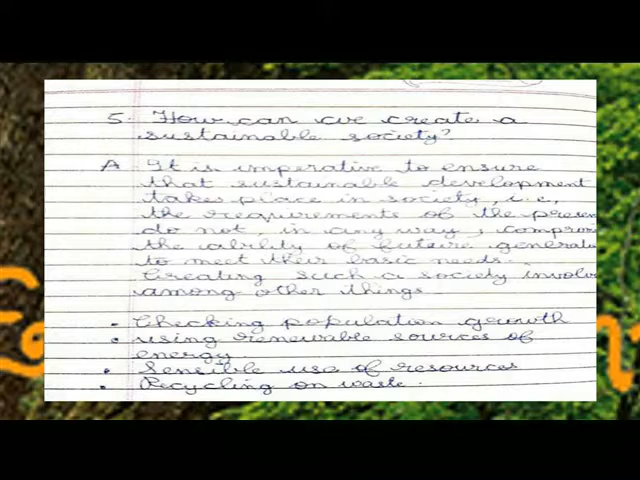 5. How can we create a
sustainable society?
A. It is imperative to ensure
that sustainable development
takes place in society, i.e,
the requirements of the presen
do not, in any way, compro
the ability of future genera
to meet their basic needs.
Creating such a society involv
among other things
• Checking population growth
• using renewable sources of
energy.
• Sensible use of resources
• Recycling on waste.